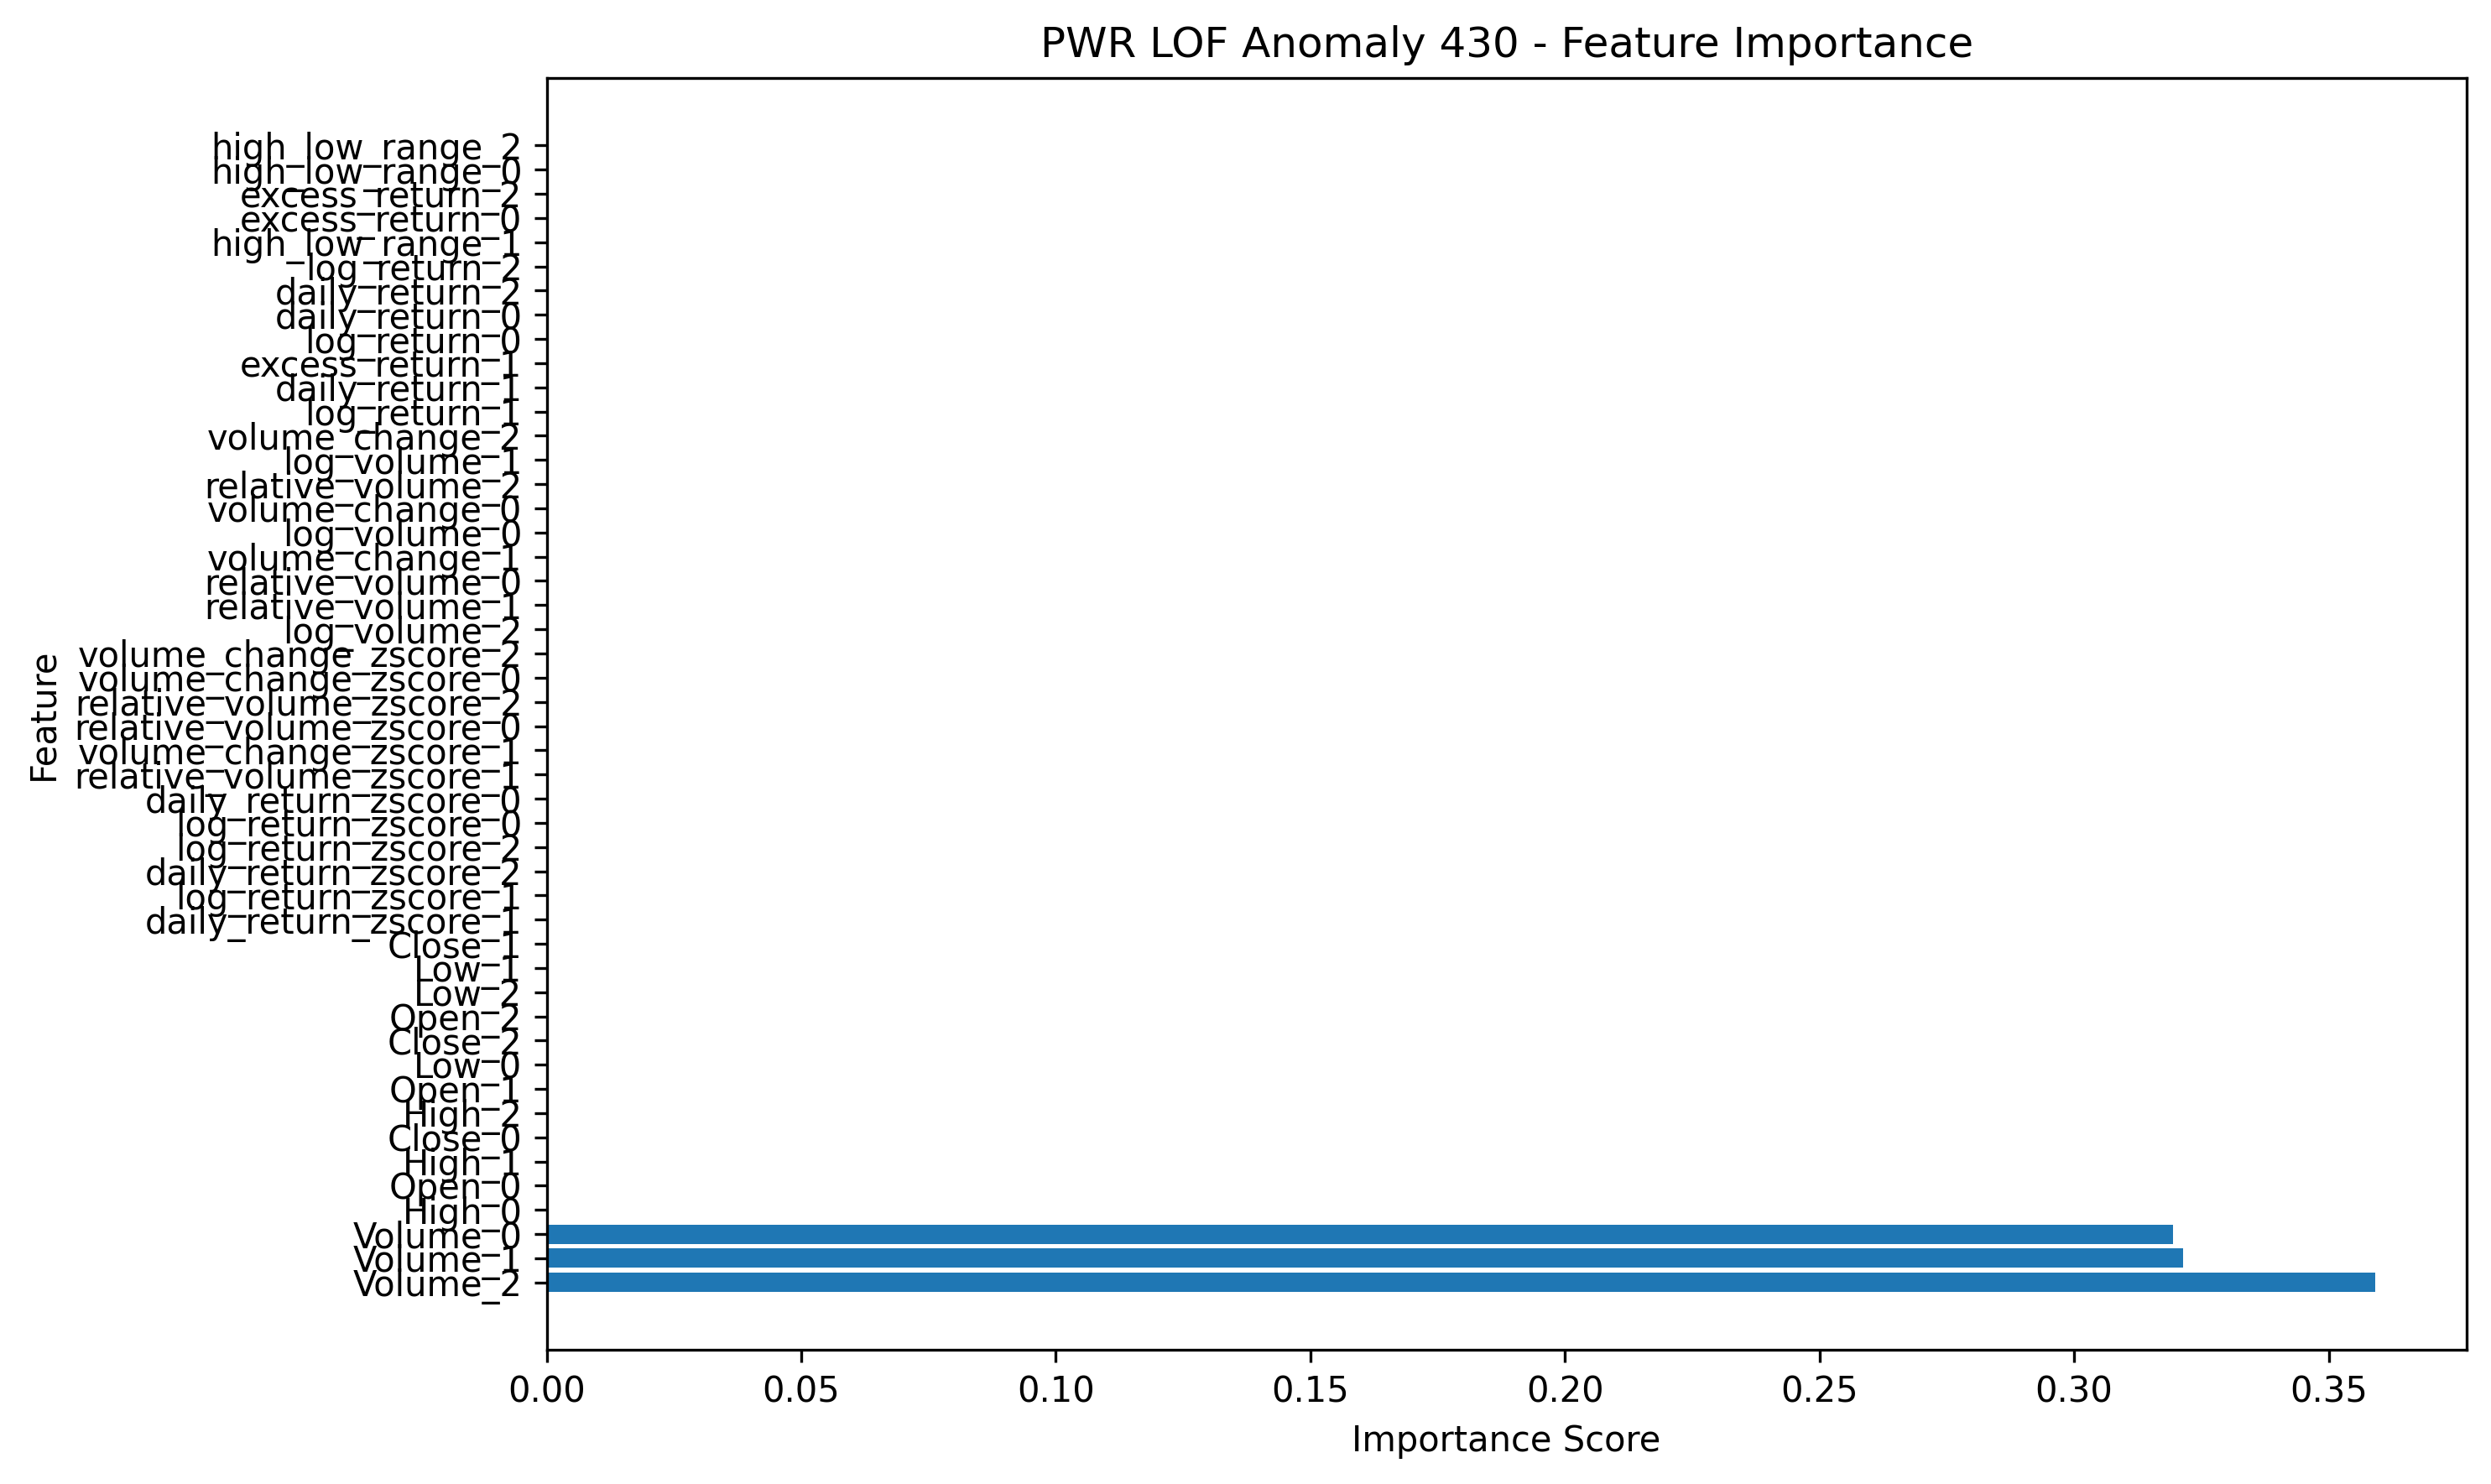 PWR LOF Anomaly 430 - Feature Importance
high_low_range_2
high_low_range_0
excess_return_2
excess_return_0
high_low_range_1
log_return_2
daily_return_2
daily_return_0
log_return_0
excess_return_1
daily_return_1
log_return_1
volume_change_2
log_volume_1
relative_volume_2
volume_change_0
log_volume_0
volume_change_1
relative_volume_0
relative_volume_1
log_volume_2
volume_change_zscore_2
volume_change_zscore_0
relative_volume_zscore_2
relative_volume_zscore_0
volume_change_zscore_1
relative_volume_zscore_1
daily_return_zscore_0
log_return_zscore_0
log_return_zscore_2
daily_return_zscore_2
log_return_zscore_1
daily_return_zscore_1
Close_1
Low_1
Low_2
Open_2
Close_2
Low_0
Open_1
High_2
Close_0
High_1
Open_0
High_0
Volume_0
Volume_1
Volume_2
Feature
0.00 0.05 0.10 0.15 0.20 0.25 0.30 0.35
Importance Score